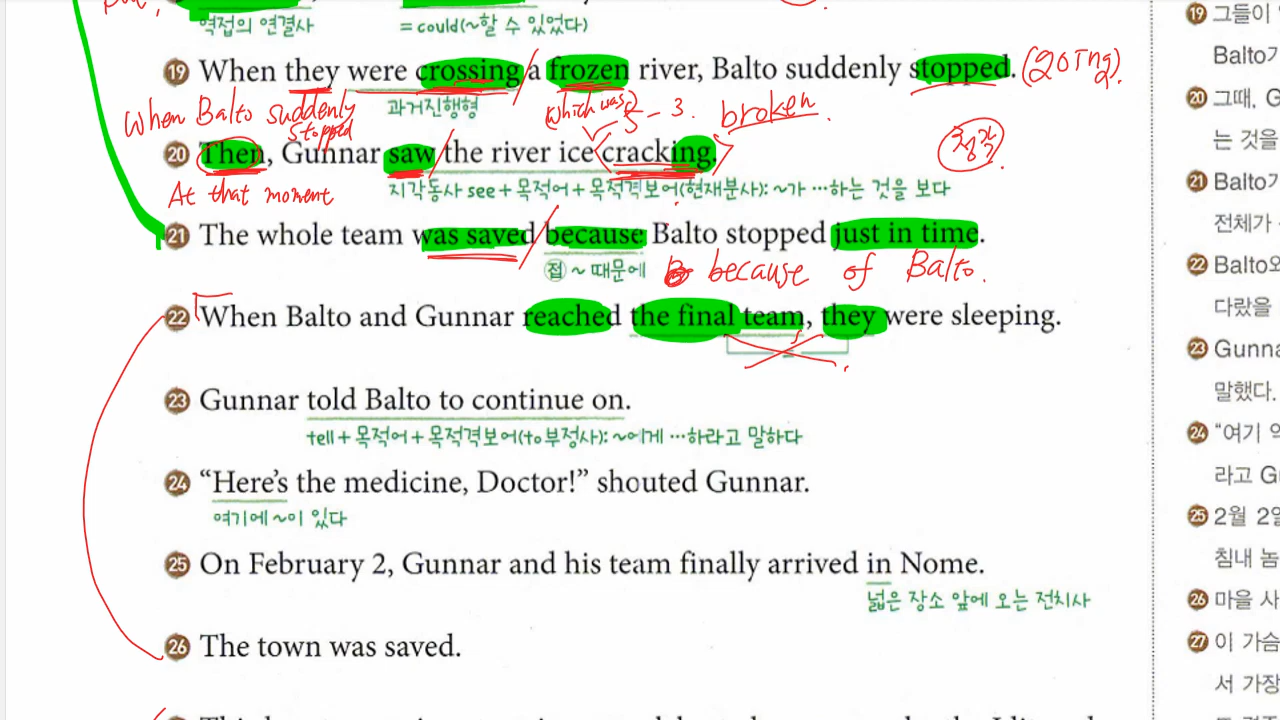 역접의 연결사
= could(~할 수 있었다)
⑲ When they were crossing a frozen river, Balto suddenly stopped. (going).
과거진행형
When Balto suddenly stopped
(which was)
broken.
⑳ Then, Gunnar saw the river ice cracking.
청각
At that moment
지각동사 see + 목적어 + 목적격보어(현재분사): ~가 …하는 것을 보다
㉑ The whole team was saved because Balto stopped just in time.
접 ~ 때문에
because of Balto.
㉒ When Balto and Gunnar reached the final team, they were sleeping.
㉓ Gunnar told Balto to continue on.
tell + 목적어 + 목적격보어(to부정사): ~에게 …하라고 말하다
㉔ “Here’s the medicine, Doctor!” shouted Gunnar.
여기에 ~이 있다
㉕ On February 2, Gunnar and his team finally arrived in Nome.
넓은 장소 앞에 오는 전치사
㉖ The town was saved.
⑲ 그들이
Balto가
⑳ 그때, G
는 것을
㉑ Balto가
전체가
㉒ Balto와
다랐을
㉓ Gunna
말했다.
㉔ “여기 약
라고 Gu
㉕ 2월 2일
침내 놈
㉖ 마을 사
㉗ 이 가슴
서 가장